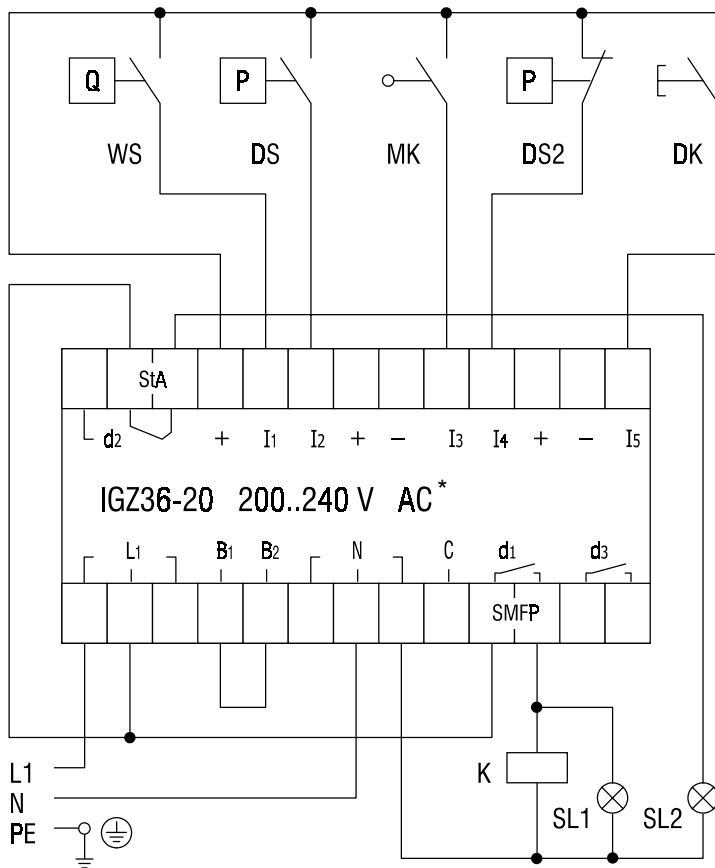 Q P P
WS DS MK DS2 DK
StA
d2 + I1 I2 + − I3 I4 + − I5
IGZ36-20 200..240 V AC*
L1 B1 B2 N C d1 d3
SMFP
L1 K
N SL1 SL2
PE